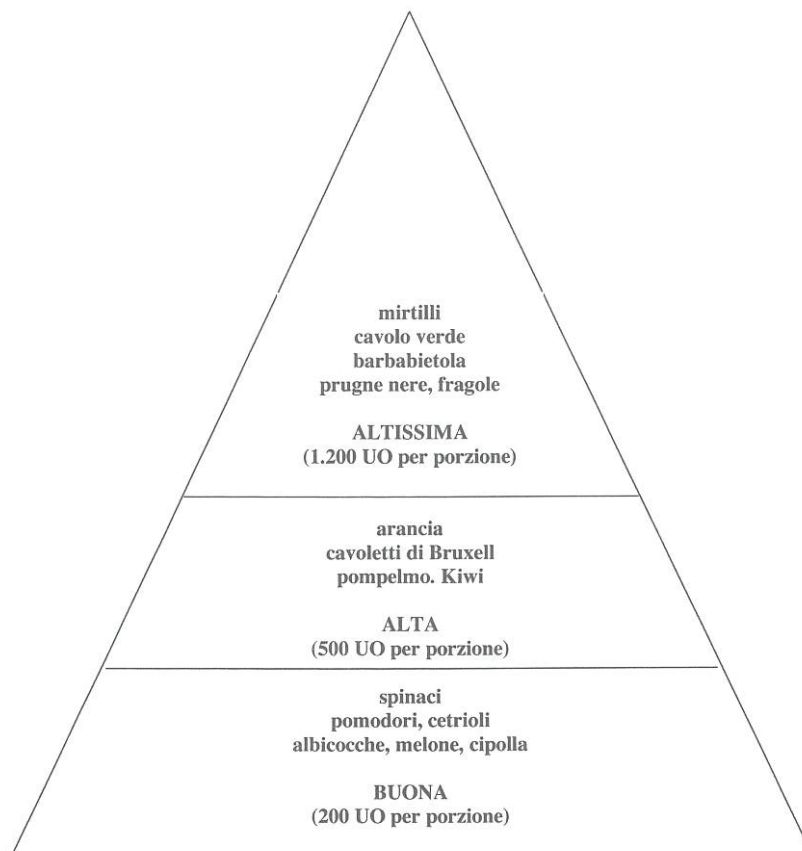 mirtilli
cavolo verde
barbabietola
prugne nere, fragole
ALTISSIMA
(1.200 UO per porzione)
arancia
cavoletti di Bruxell
pompelmo. Kiwi
ALTA
(500 UO per porzione)
spinaci
pomodori, cetrioli
albicocche, melone, cipolla
BUONA
(200 UO per porzione)